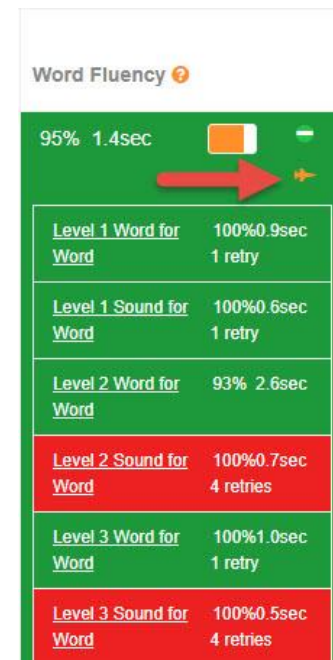 Word Fluency ?
95% 1.4sec
Level 1 Word for 100%0.9sec
Word 1 retry
Level 1 Sound for 100%0.6sec
Word 1 retry
Level 2 Word for 93% 2.6sec
Word
Level 2 Sound for 100%0.7sec
Word 4 retries
Level 3 Word for 100%1.0sec
Word 1 retry
Level 3 Sound for 100%0.5sec
Word 4 retries